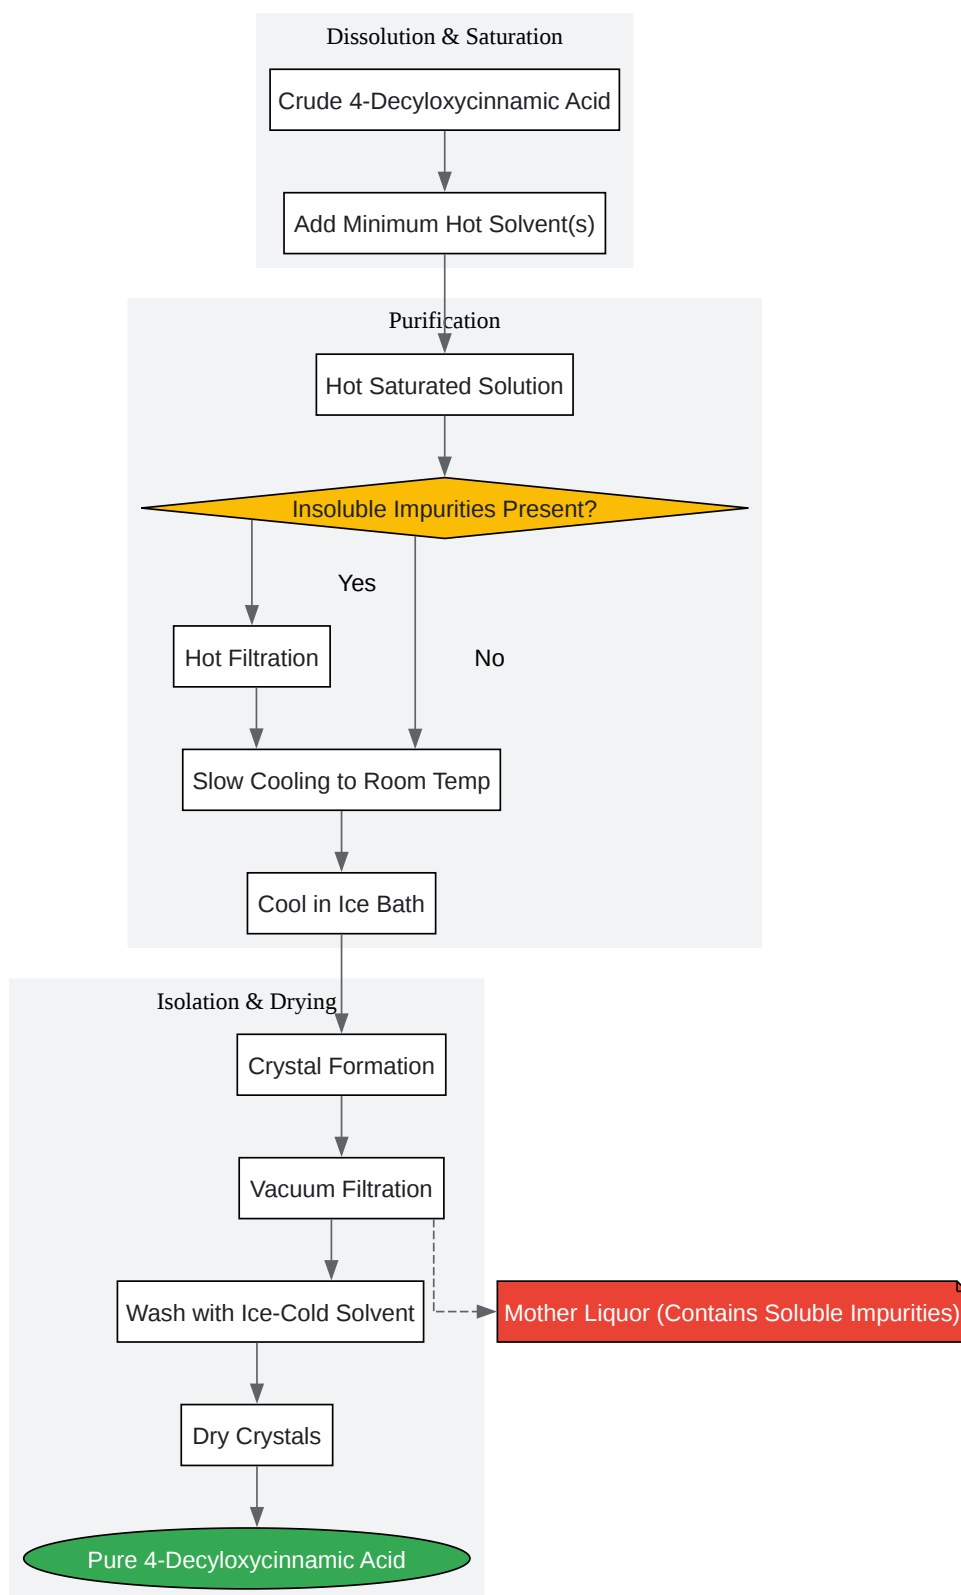 Dissolution & Saturation
Crude 4-Decyloxycinnamic Acid
Add Minimum Hot Solvent(s)
Purification
Hot Saturated Solution
Insoluble Impurities Present?
Yes
Hot Filtration
No
Slow Cooling to Room Temp
Cool in Ice Bath
Isolation & Drying
Crystal Formation
Vacuum Filtration
Wash with Ice-Cold Solvent
Mother Liquor (Contains Soluble Impurities)
Dry Crystals
Pure 4-Decyloxycinnamic Acid